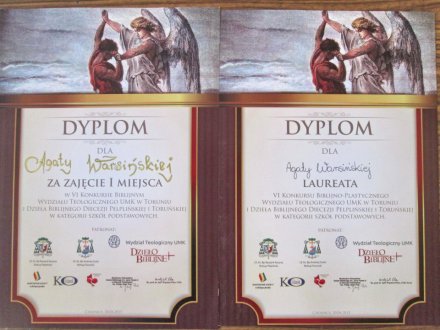 DYPLOM
DLA
Agaty Warsińskiej
ZA ZAJĘCIE I MIEJSCA
W VI KONKURSIE BIBLIJNYM
WYDZIAŁU TEOLOGICZNEGO UMK W TORUNIU
I DZIEŁA BIBLIJNEGO DIECEZJI PELPLIŃSKIEJ I TORUŃSKIEJ
W KATEGORII SZKÓŁ PODSTAWOWYCH.
PATRONAT:
Wydział Teologiczny UMK
DZIEŁO
BIBLIJNE
DYPLOM
DLA
Agaty Warsińskiej
LAUREATA
VI KONKURSU BIBLIJNO-PLASTYCZNEGO
WYDZIAŁU TEOLOGICZNEGO UMK W TORUNIU
I DZIEŁA BIBLIJNEGO DIECEZJI PELPLIŃSKIEJ I TORUŃSKIEJ
W KATEGORII SZKÓŁ PODSTAWOWYCH.
PATRONAT:
Wydział Teologiczny UMK
DZIEŁO
BIBLIJNE